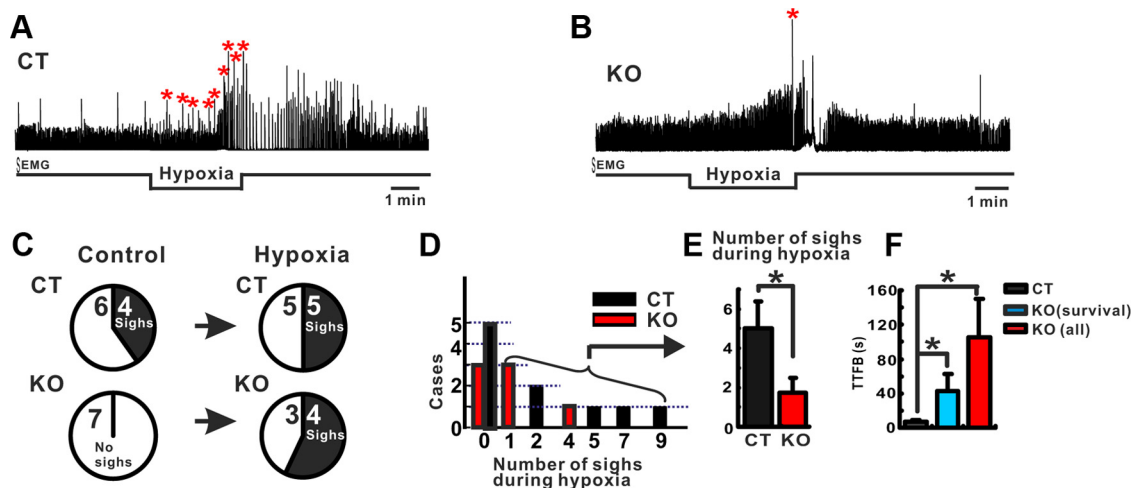 A
CT
∫EMG
Hypoxia
1 min
B
KO
∫EMG
Hypoxia
1 min
C
Control
Hypoxia
CT
6
4
Sighs
CT
5
5
Sighs
KO
7
No
sighs
KO
3
4
Sighs
D
CT
KO
Cases
5
4
3
2
1
0
0 1 2 4 5 7 9
Number of sighs
during hypoxia
E
Number of sighs
during hypoxia
*
6
4
2
0
CT KO
F
CT
KO(survival)
KO (all)
*
*
TTFB (s)
160
120
80
40
0